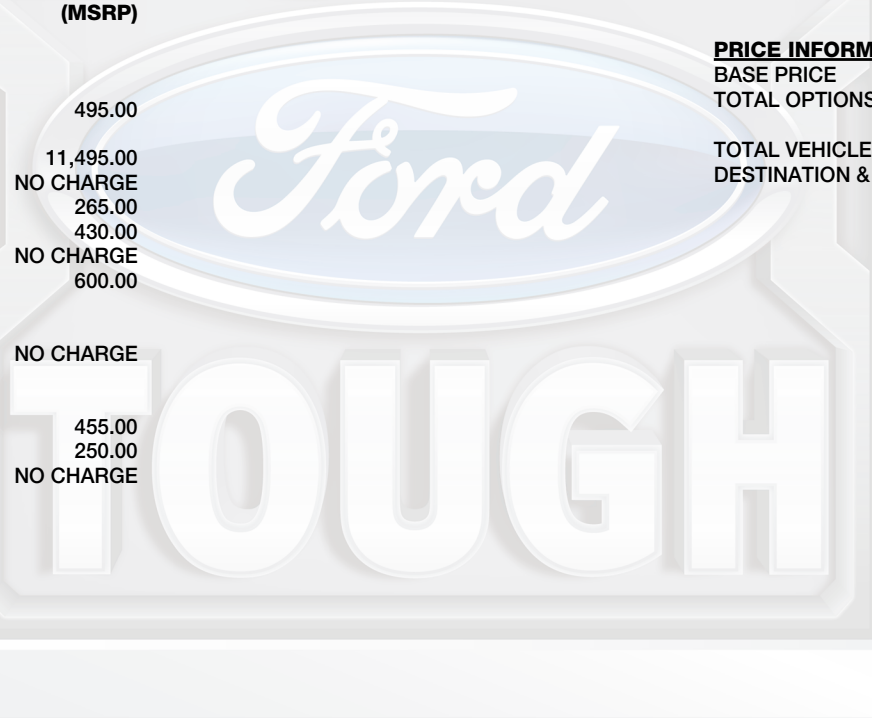 (MSRP)
495.00
11,495.00
NO CHARGE
265.00
430.00
NO CHARGE
600.00
NO CHARGE
455.00
250.00
NO CHARGE
PRICE INFORM
BASE PRICE
TOTAL OPTIONS
TOTAL VEHICLE
DESTINATION &
Ford
TOUGH